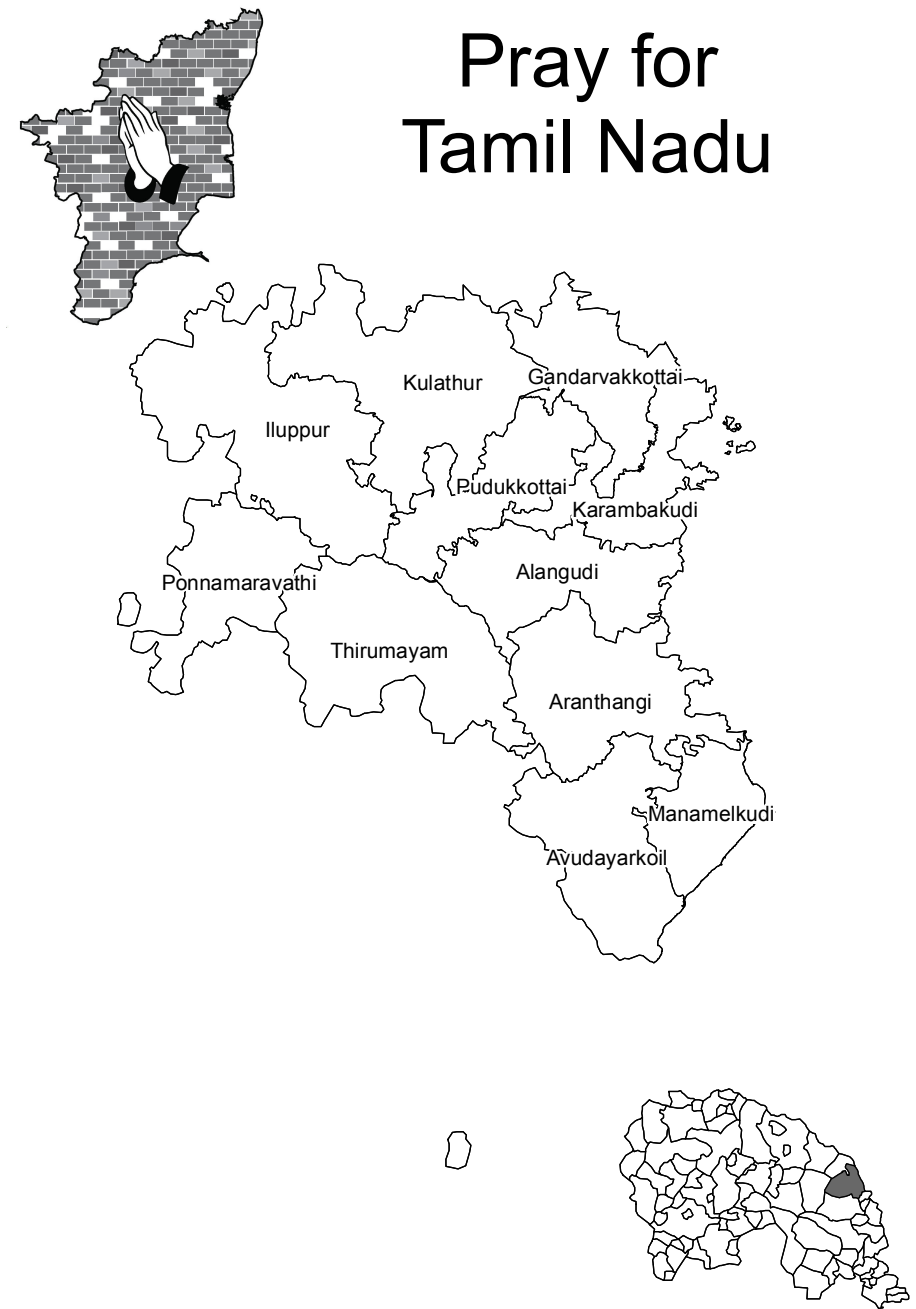 Pray for
Tamil Nadu
Gandarvakkottai
Kulathur
Iluppur
Pudukkottai
Karambakudi
Alangudi
Ponnamaravathi
Thirumayam
Aranthangi
Manamelkudi
Avudayarkoil